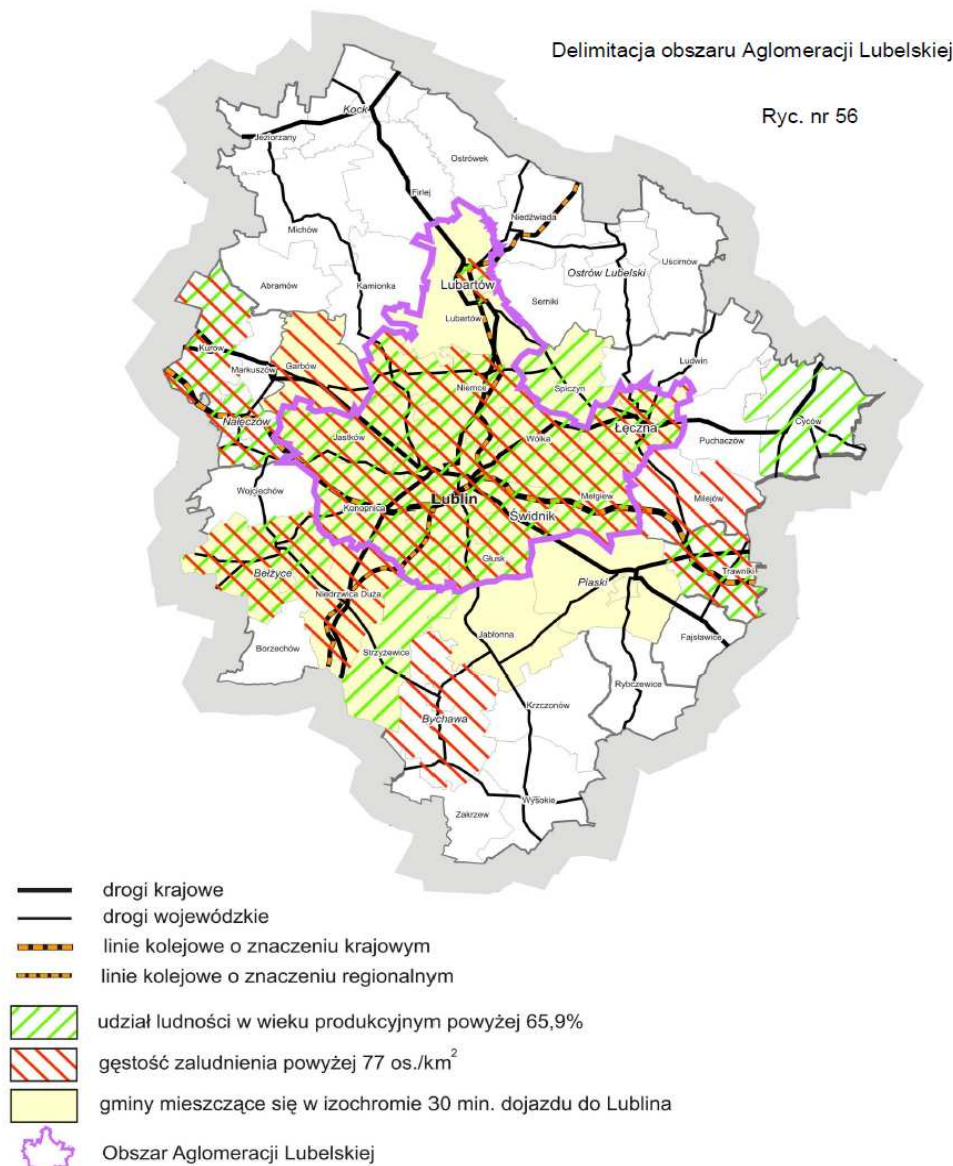 Delimitacja obszaru Aglomeracji Lubelskiej
Ryc. nr 56
Kock
Jeziorzany
Ostrówek
Firlej
Niedźwiada
Michów
Uścimów
Ostrów Lubelski
Abramów
Kamionka
Lubartów
Serniki
Lubartów
Kurów
Markuszów
Garbów
Ludwin
Niemce
Spiczyn
Nałęczów
Jastków
Wólka
Łęczna
Cyców
Puchaczów
Wojciechów
Lublin
Konopnica
Mełgiew
Milejów
Świdnik
Głusk
Bełżyce
Niedrzwica Duża
Piaski
Trawniki
Borzechów
Strzyżewice
Jabłonna
Fajsławice
Rybczewice
Bychawa
Krzczonów
Zakrzew
Wysokie
drogi krajowe
drogi wojewódzkie
linie kolejowe o znaczeniu krajowym
linie kolejowe o znaczeniu regionalnym
udział ludności w wieku produkcyjnym powyżej 65,9%
gęstość zaludnienia powyżej 77 os./km²
gminy mieszczące się w izochromie 30 min. dojazdu do Lublina
Obszar Aglomeracji Lubelskiej